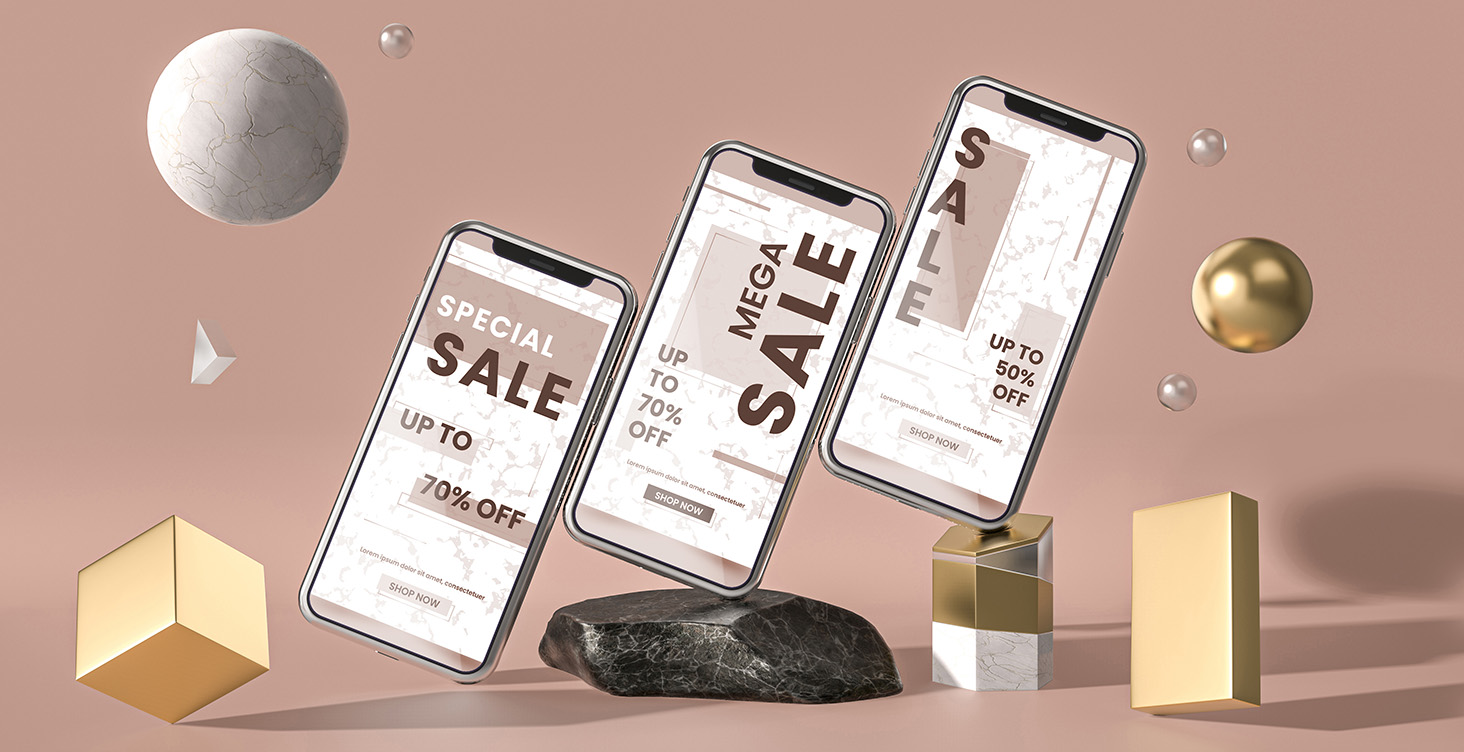 SPECIAL
SALE
UP TO
70% OFF
Lorem ipsum dolor sit amet, consectetuer
SHOP NOW
MEGA
SALE
UP
TO
70%
OFF
Lorem ipsum dolor sit amet, consectetuer
SHOP NOW
SALE
UP TO
50%
OFF
Lorem ipsum dolor sit amet, consectetuer
SHOP NOW